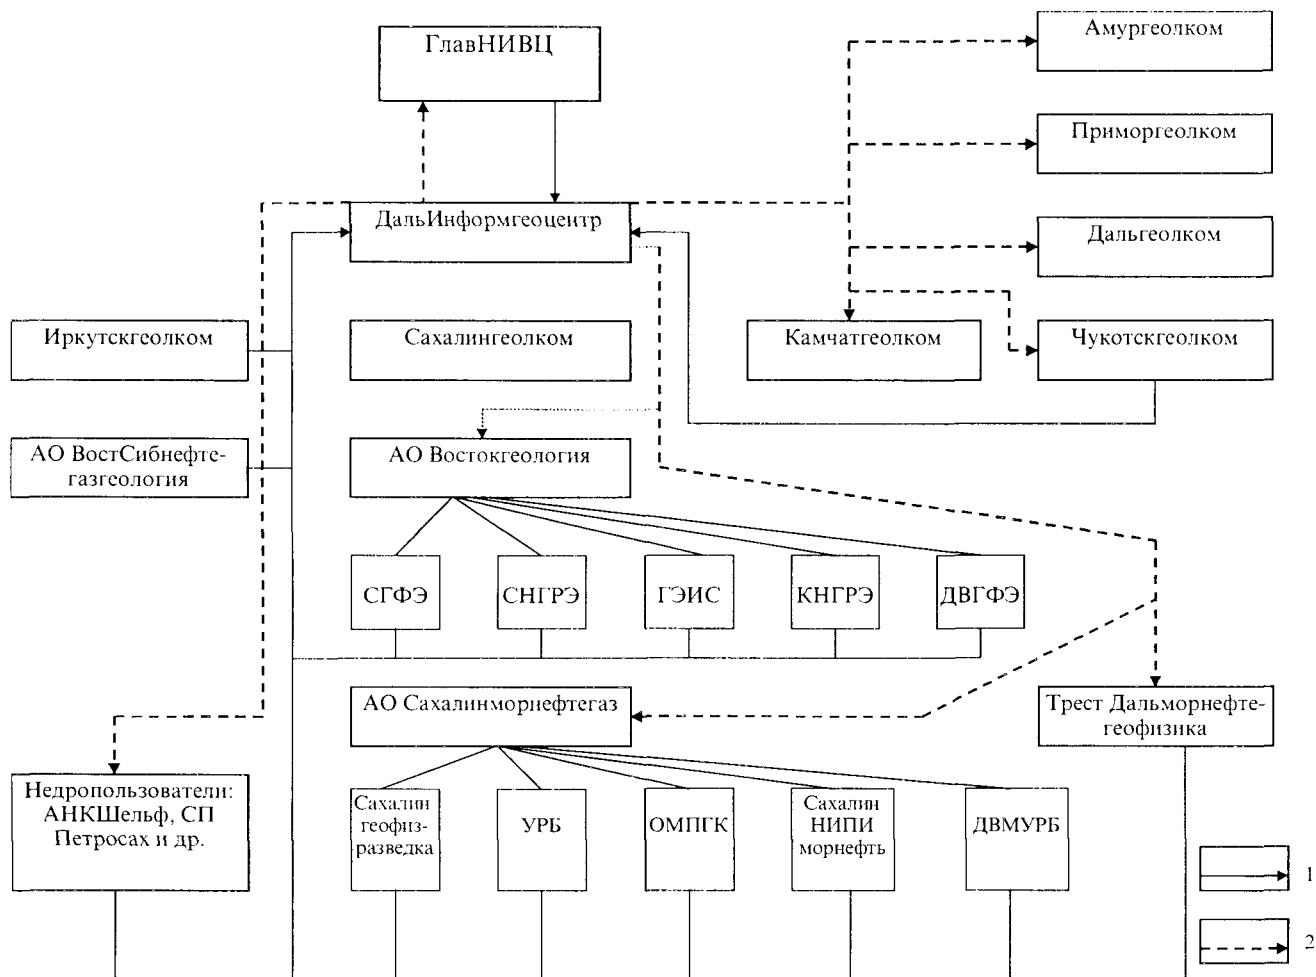 ГлавНИВЦ
Амургеолком
Приморгеолком
ДальИнформгеоцентр
Дальгеолком
Иркутскгеолком
Сахалингеолком
Камчатгеолком
Чукотскгеолком
АО ВостСибнефте-
газгеология
АО Востокгеология
СГФЭ
СНГРЭ
ГЭИС
КНГРЭ
ДВГФЭ
АО Сахалинморнефтегаз
Трест Дальморнефте-
геофизика
Недропользователи:
АНКШельф, СП
Петросах и др.
Сахалин
геофиз-
разведка
УРБ
ОМПГК
Сахалин
НИПИ
морнефть
ДВМУРБ
1
2